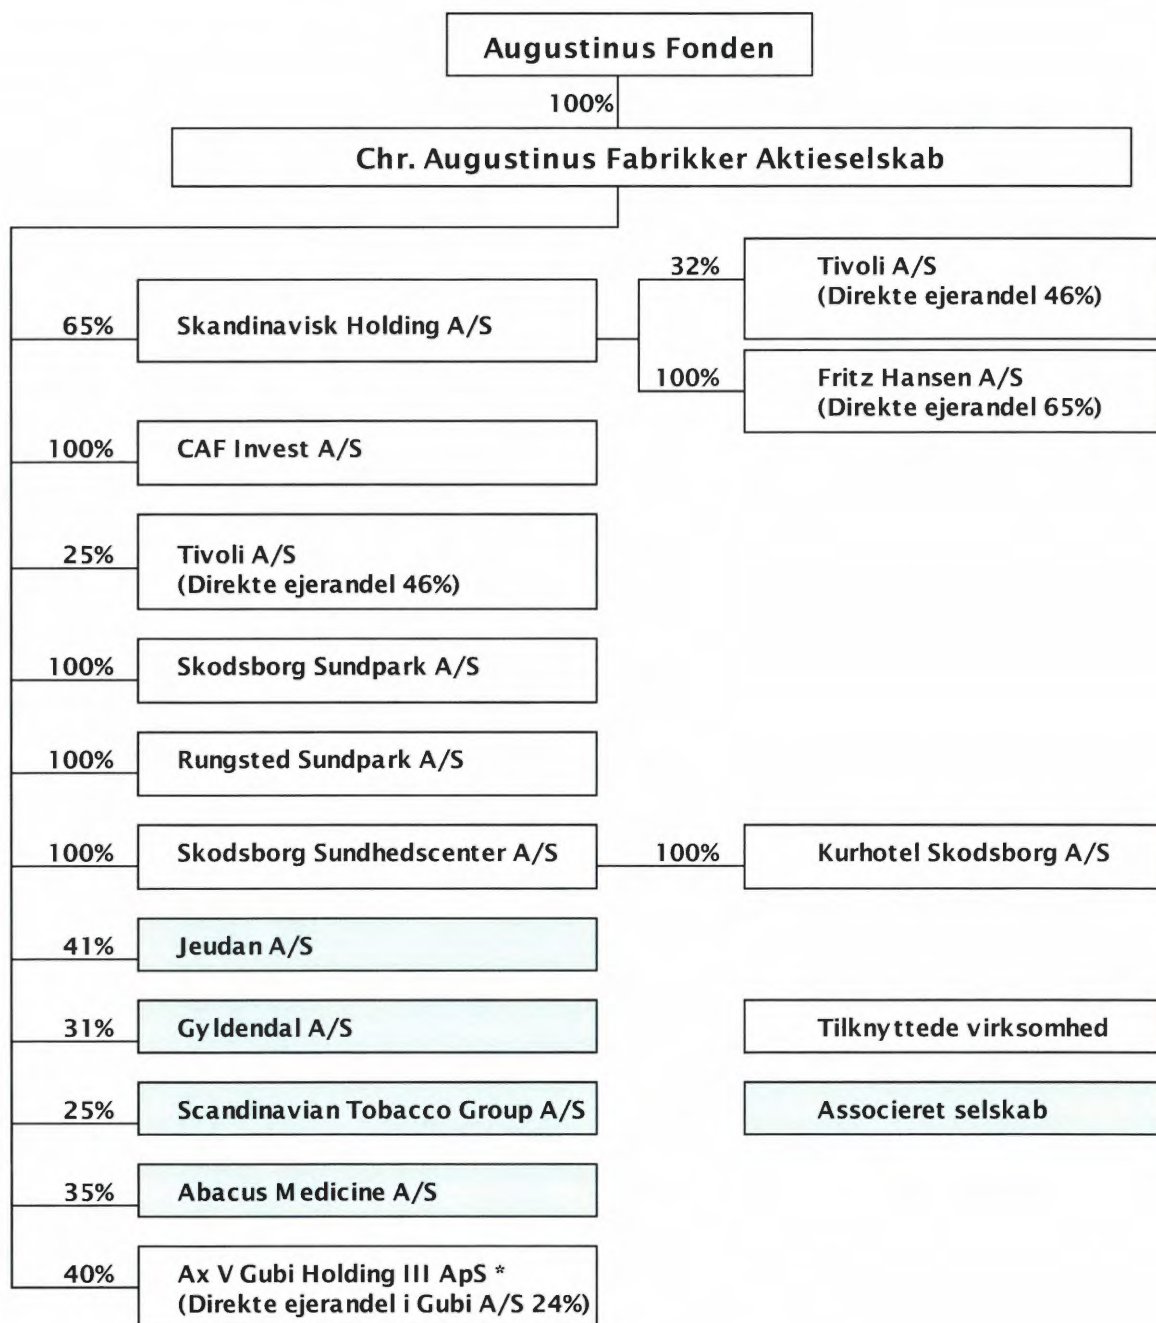 Augustinus Fonden
100%
Chr. Augustinus Fabrikker Aktieselskab
65%
Skandinavisk Holding A/S
32%
Tivoli A/S
(Direkte ejerandel 46%)
100%
Fritz Hansen A/S
(Direkte ejerandel 65%)
100%
CAF Invest A/S
25%
Tivoli A/S
(Direkte ejerandel 46%)
100%
Skodsborg Sundpark A/S
100%
Rungsted Sundpark A/S
100%
Skodsborg Sundhedscenter A/S
100%
Kurhotel Skodsborg A/S
41%
Jeudan A/S
31%
Gyldendal A/S
Tilknyttede virksomhed
25%
Scandinavian Tobacco Group A/S
Associeret selskab
35%
Abacus Medicine A/S
40%
Ax V Gubi Holding III ApS *
(Direkte ejerandel i Gubi A/S 24%)